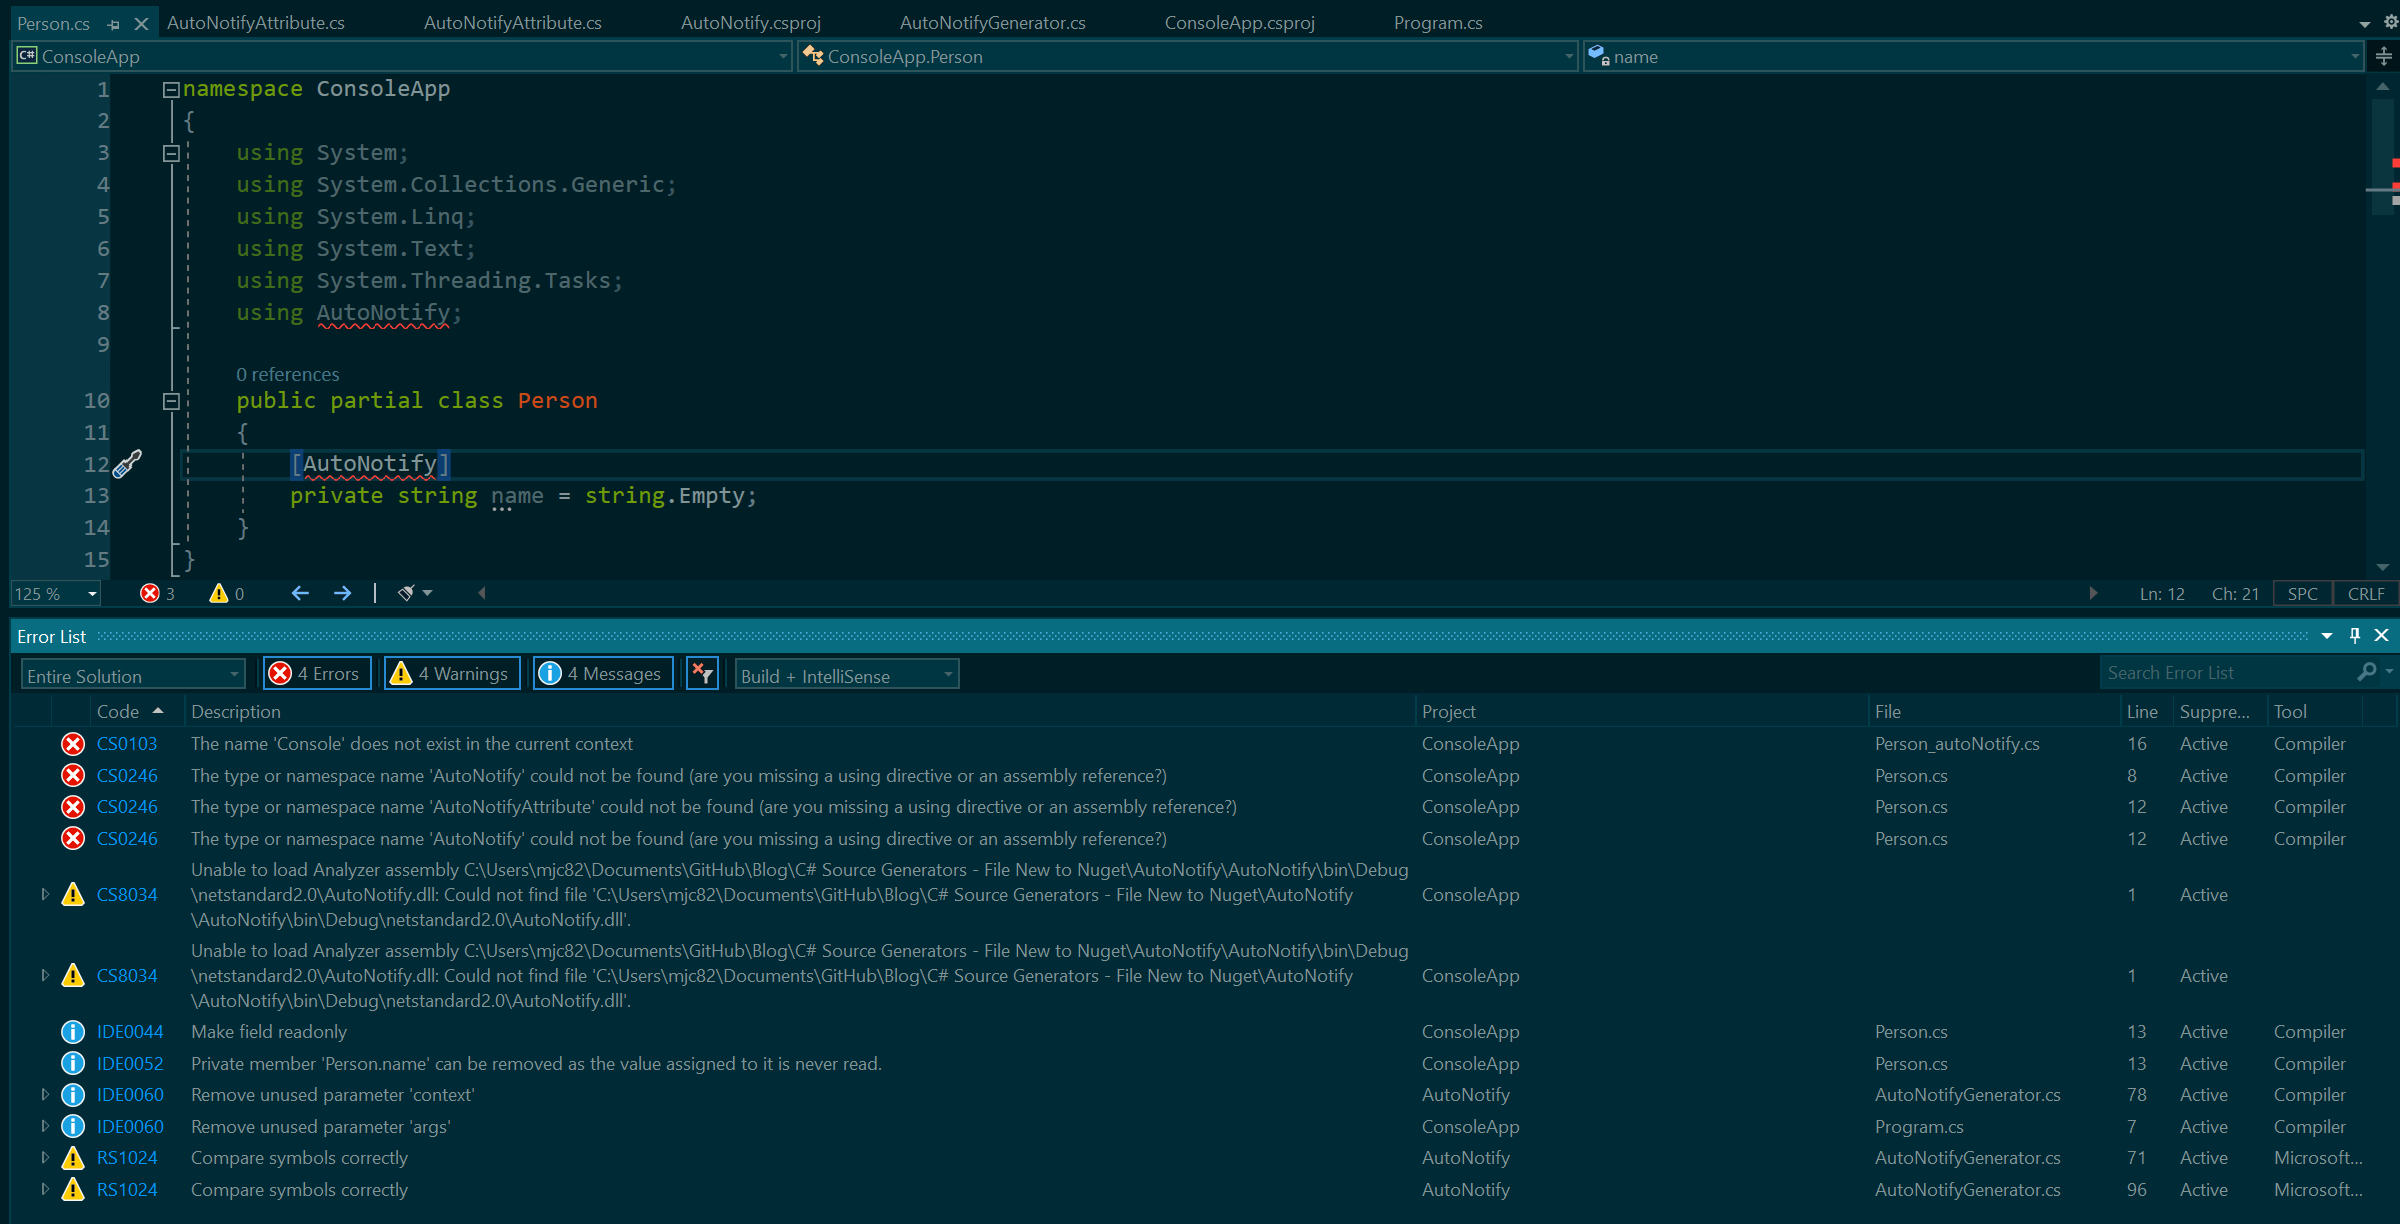 Person.cs AutoNotifyAttribute.cs AutoNotifyAttribute.cs AutoNotify.csproj AutoNotifyGenerator.cs ConsoleApp.csproj Program.cs
C# ConsoleApp ConsoleApp.Person name
1 namespace ConsoleApp
2 {
3 using System;
4 using System.Collections.Generic;
5 using System.Linq;
6 using System.Text;
7 using System.Threading.Tasks;
8 using AutoNotify;
9
0 references
10 public partial class Person
11 {
12 [AutoNotify]
13 private string name = string.Empty;
14 }
15 }
125 % 3 0 Ln: 12 Ch: 21 SPC CRLF
Error List
Entire Solution 4 Errors 4 Warnings 4 Messages Build + IntelliSense Search Error List
Code Description Project File Line Suppre... Tool
CS0103 The name 'Console' does not exist in the current context ConsoleApp Person_autoNotify.cs 16 Active Compiler
CS0246 The type or namespace name 'AutoNotify' could not be found (are you missing a using directive or an assembly reference?) ConsoleApp Person.cs 8 Active Compiler
CS0246 The type or namespace name 'AutoNotifyAttribute' could not be found (are you missing a using directive or an assembly reference?) ConsoleApp Person.cs 12 Active Compiler
CS0246 The type or namespace name 'AutoNotify' could not be found (are you missing a using directive or an assembly reference?) ConsoleApp Person.cs 12 Active Compiler
Unable to load Analyzer assembly C:\Users\mjc82\Documents\GitHub\Blog\C# Source Generators - File New to Nuget\AutoNotify\AutoNotify\bin\Debug
CS8034 \netstandard2.0\AutoNotify.dll: Could not find file 'C:\Users\mjc82\Documents\GitHub\Blog\C# Source Generators - File New to Nuget\AutoNotify ConsoleApp 1 Active
\AutoNotify\bin\Debug\netstandard2.0\AutoNotify.dll'.
Unable to load Analyzer assembly C:\Users\mjc82\Documents\GitHub\Blog\C# Source Generators - File New to Nuget\AutoNotify\AutoNotify\bin\Debug
CS8034 \netstandard2.0\AutoNotify.dll: Could not find file 'C:\Users\mjc82\Documents\GitHub\Blog\C# Source Generators - File New to Nuget\AutoNotify ConsoleApp 1 Active
\AutoNotify\bin\Debug\netstandard2.0\AutoNotify.dll'.
IDE0044 Make field readonly ConsoleApp Person.cs 13 Active Compiler
IDE0052 Private member 'Person.name' can be removed as the value assigned to it is never read. ConsoleApp Person.cs 13 Active Compiler
IDE0060 Remove unused parameter 'context' AutoNotify AutoNotifyGenerator.cs 78 Active Compiler
IDE0060 Remove unused parameter 'args' ConsoleApp Program.cs 7 Active Compiler
RS1024 Compare symbols correctly AutoNotify AutoNotifyGenerator.cs 71 Active Microsoft...
RS1024 Compare symbols correctly AutoNotify AutoNotifyGenerator.cs 96 Active Microsoft...